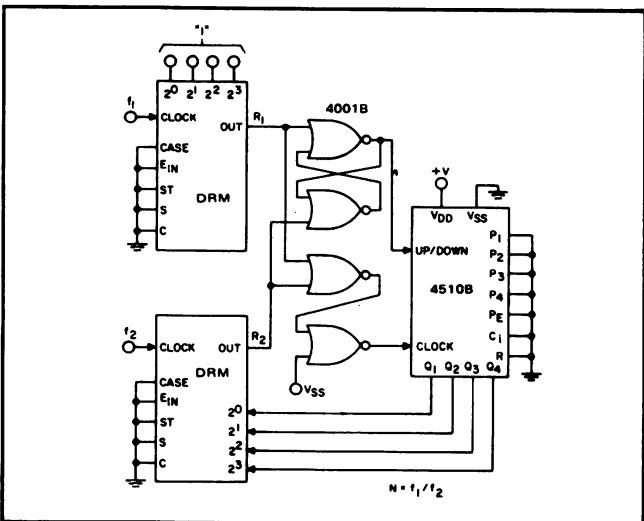 "1"
2⁰ 2¹ 2² 2³
f₁
CLOCK
OUT
R₁
CASE
E_IN
ST
DRM
S
C
4001B
+V
V_DD
V_SS
UP/DOWN
4510B
P₁
P₂
P₃
P₄
P_E
C_i
R
CLOCK
Q₁ Q₂ Q₃ Q₄
V_SS
f₂
CLOCK
OUT
R₂
CASE
DRM
E_IN
ST
S
C
2⁰
2¹
2²
2³
N = f₁/f₂